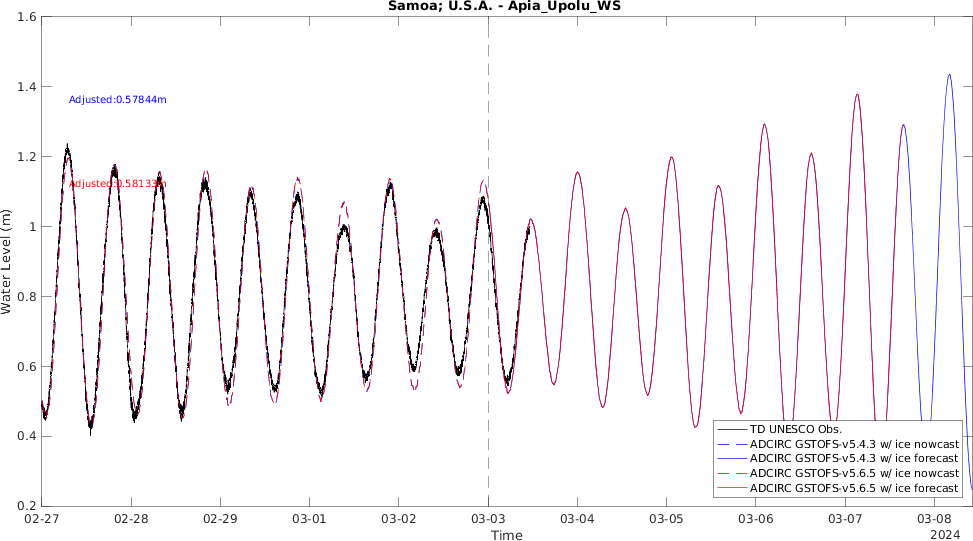 Samoa; U.S.A. - Apia_Upolu_WS
1.6
1.4
1.2
1
0.8
0.6
0.4
0.2
Water Level (m)
Adjusted:0.57844m
Adjusted:0.58133m
TD UNESCO Obs.
ADCIRC GSTOFS-v5.4.3 w/ ice nowcast
ADCIRC GSTOFS-v5.4.3 w/ ice forecast
ADCIRC GSTOFS-v5.6.5 w/ ice nowcast
ADCIRC GSTOFS-v5.6.5 w/ ice forecast
02-27 02-28 02-29 03-01 03-02 03-03 03-04 03-05 03-06 03-07 03-08
2024
Time